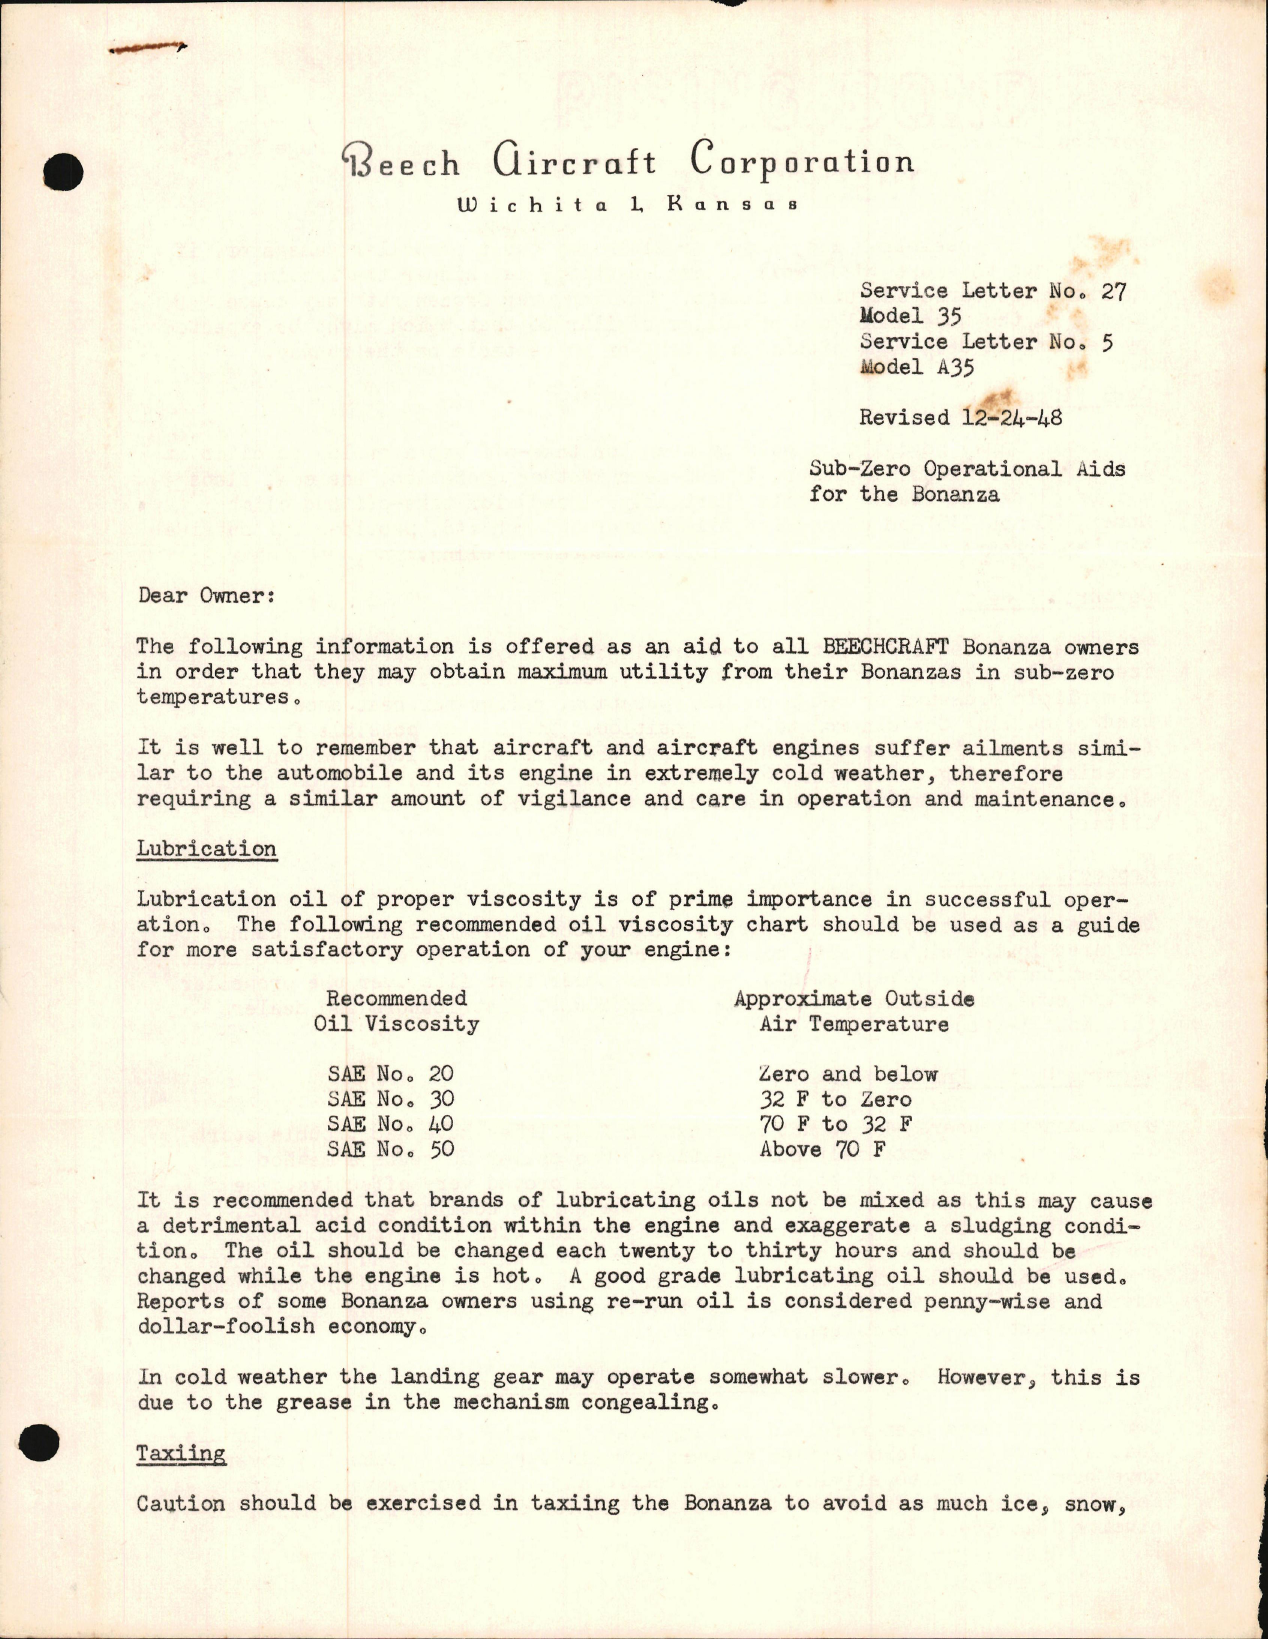 Beech Aircraft Corporation
Wichita 1, Kansas
Service Letter No. 27
Model 35
Service Letter No. 5
Model A35
Revised 12-24-48
Sub-Zero Operational Aids
for the Bonanza
Dear Owner:
The following information is offered as an aid to all BEECHCRAFT Bonanza owners
in order that they may obtain maximum utility from their Bonanzas in sub-zero
temperatures.
It is well to remember that aircraft and aircraft engines suffer ailments simi-
lar to the automobile and its engine in extremely cold weather, therefore
requiring a similar amount of vigilance and care in operation and maintenance.
Lubrication
Lubrication oil of proper viscosity is of prime importance in successful oper-
ation. The following recommended oil viscosity chart should be used as a guide
for more satisfactory operation of your engine:
Recommended Approximate Outside
Oil Viscosity Air Temperature
SAE No. 20 Zero and below
SAE No. 30 32 F to Zero
SAE No. 40 70 F to 32 F
SAE No. 50 Above 70 F
It is recommended that brands of lubricating oils not be mixed as this may cause
a detrimental acid condition within the engine and exaggerate a sludging condi-
tion. The oil should be changed each twenty to thirty hours and should be
changed while the engine is hot. A good grade lubricating oil should be used.
Reports of some Bonanza owners using re-run oil is considered penny-wise and
dollar-foolish economy.
In cold weather the landing gear may operate somewhat slower. However, this is
due to the grease in the mechanism congealing.
Taxiing
Caution should be exercised in taxiing the Bonanza to avoid as much ice, snow,